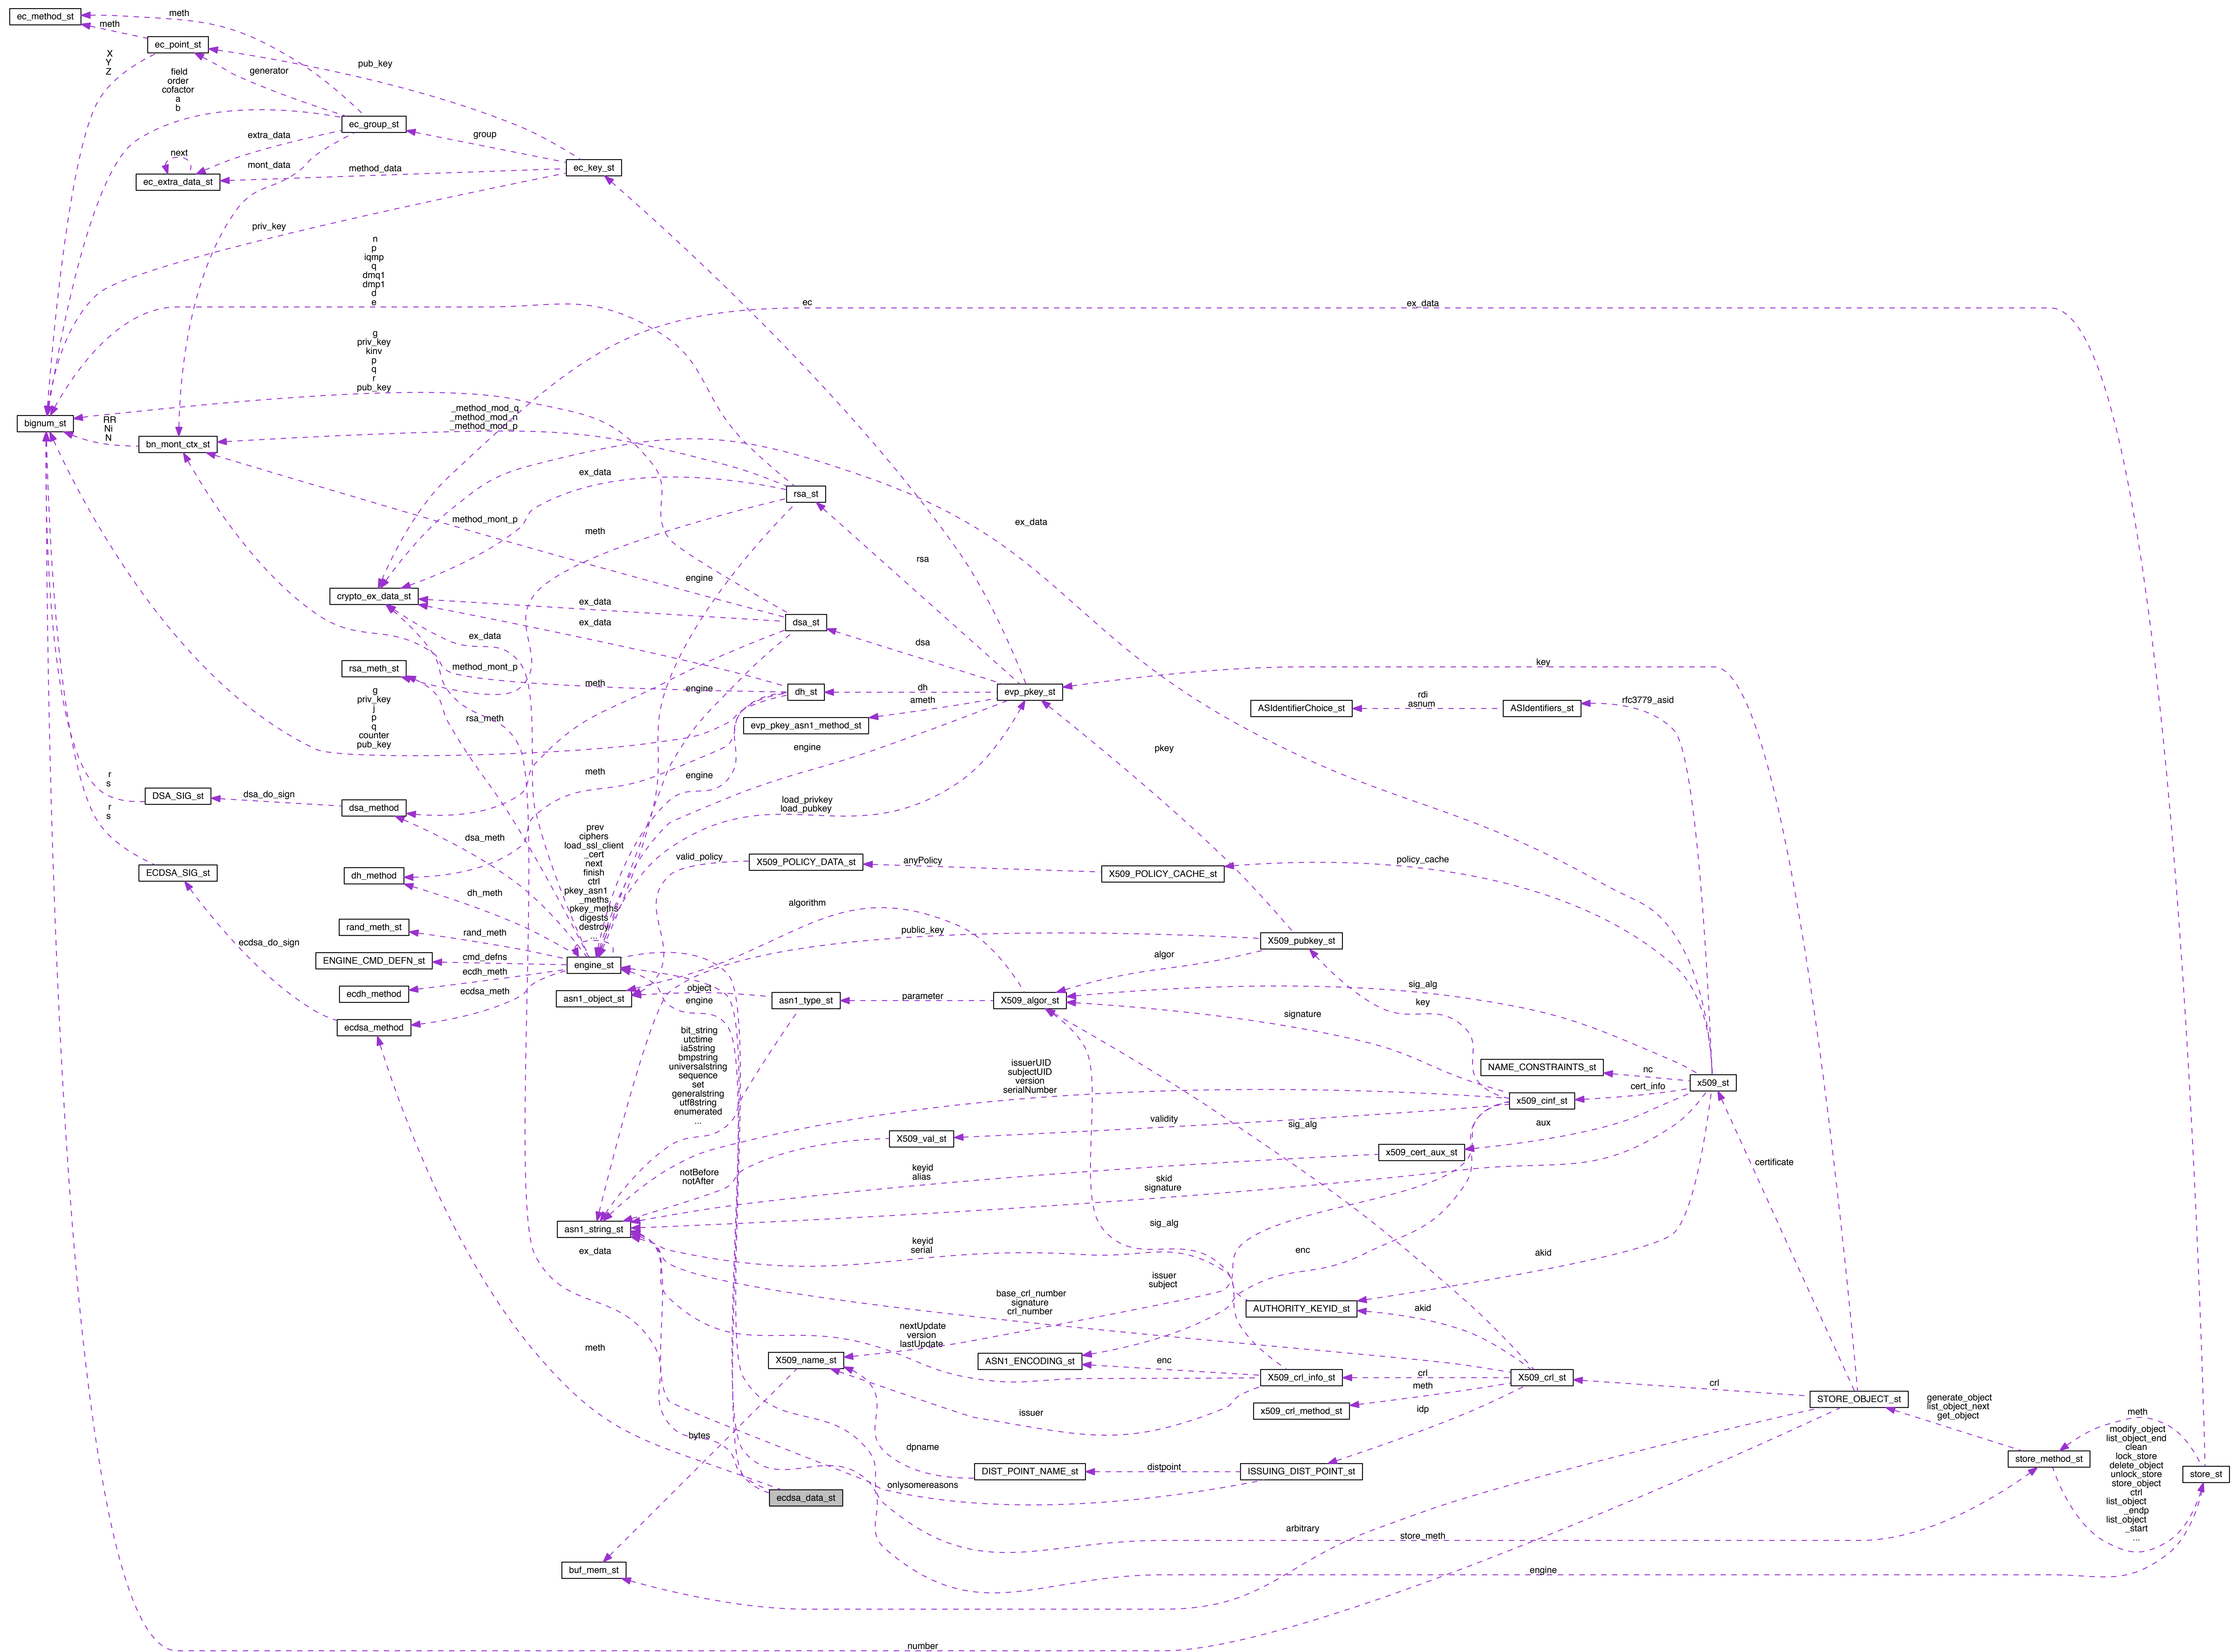 ec_method_st
meth
meth
ec_point_st
X
Y
Z
pub_key
generator
field
order
cofactor
a
b
ec_group_st
extra_data
group
next
mont_data
method_data
ec_key_st
ec_extra_data_st
priv_key
n
p
iqmp
q
dmq1
dmp1
d
e
ec
ex_data
g
priv_key
kinv
p
q
r
pub_key
bignum_st
RR
Ni
N
bn_mont_ctx_st
_method_mod_q
_method_mod_n
_method_mod_p
ex_data
rsa_st
method_mont_p
meth
ex_data
rsa
engine
crypto_ex_data_st
ex_data
ex_data
dsa_st
ex_data
dsa
method_mont_p
rsa_meth_st
meth
engine
dh_st
dh
evp_pkey_st
key
ameth
g
priv_key
j
p
q
counter
pub_key
rsa_meth
evp_pkey_asn1_method_st
engine
pkey
ASIdentifierChoice_st
rdi
asnum
ASIdentifiers_st
rfc3779_asid
meth
engine
r
s
DSA_SIG_st
dsa_do_sign
dsa_method
load_privkey
load_pubkey
r
s
dsa_meth
prev
ciphers
load_ssl_client
_cert
next
finish
ctrl
pkey_asn1
_meths
pkey_meths
digests
destroy
...
valid_policy
X509_POLICY_DATA_st
anyPolicy
X509_POLICY_CACHE_st
policy_cache
ECDSA_SIG_st
dh_method
dh_meth
algorithm
rand_meth_st
rand_meth
public_key
X509_pubkey_st
ecdsa_do_sign
ENGINE_CMD_DEFN_st
cmd_defns
engine_st
algor
ecdh_method
ecdh_meth
ecdsa_meth
asn1_object_st
object
engine
asn1_type_st
parameter
X509_algor_st
key
sig_alg
signature
ecdsa_method
bit_string
utctime
ia5string
bmpstring
universalstring
sequence
set
generalstring
utf8string
enumerated
...
issuerUID
subjectUID
version
serialNumber
NAME_CONSTRAINTS_st
nc
x509_st
cert_info
x509_cinf_st
validity
sig_alg
aux
X509_val_st
x509_cert_aux_st
certificate
notBefore
notAfter
keyid
alias
skid
signature
asn1_string_st
ex_data
sig_alg
keyid
serial
enc
akid
issuer
subject
base_crl_number
signature
crl_number
AUTHORITY_KEYID_st
akid
meth
nextUpdate
version
lastUpdate
X509_name_st
ASN1_ENCODING_st
enc
X509_crl_info_st
crl
X509_crl_st
meth
crl
STORE_OBJECT_st
issuer
x509_crl_method_st
idp
generate_object
list_object_next
get_object
meth
bytes
dpname
modify_object
list_object_end
clean
lock_store
delete_object
unlock_store
store_object
ctrl
list_object
_endp
list_object
_start
...
store_method_st
store_st
DIST_POINT_NAME_st
distpoint
ISSUING_DIST_POINT_st
onlysomereasons
ecdsa_data_st
arbitrary
store_meth
buf_mem_st
engine
number